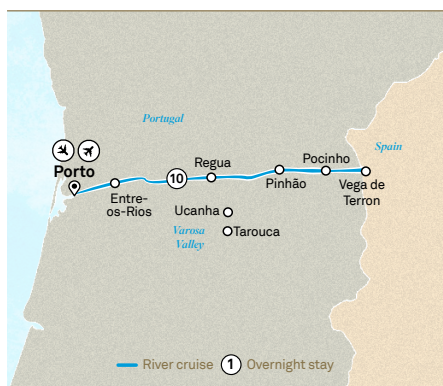 Portugal
Spain
Porto
Regua
Pocinho
10
Pinhão
Vega de
Terron
Entre-
os-Rios
Ucanha
Varosa
Valley
Tarouca
River cruise 1 Overnight stay